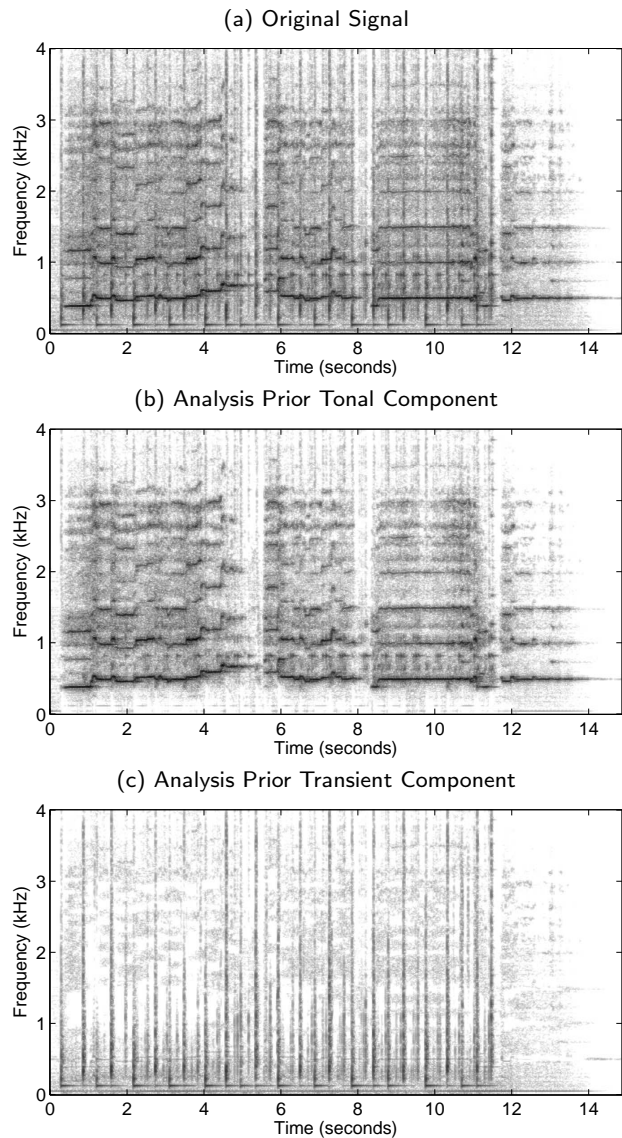 (a) Original Signal
4
3
2
1
0
Frequency (kHz)
0 2 4 6 8 10 12 14
Time (seconds)
(b) Analysis Prior Tonal Component
4
3
2
1
0
Frequency (kHz)
0 2 4 6 8 10 12 14
Time (seconds)
(c) Analysis Prior Transient Component
4
3
2
1
0
Frequency (kHz)
0 2 4 6 8 10 12 14
Time (seconds)